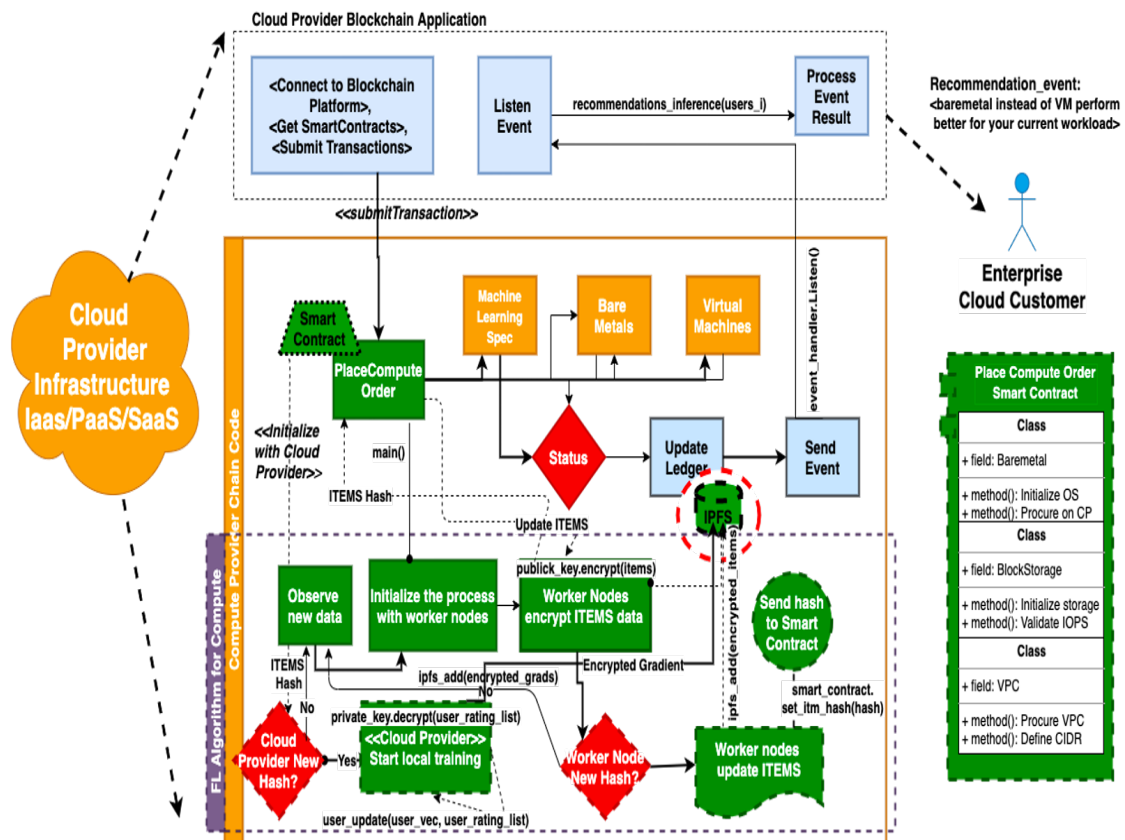 Cloud Provider Blockchain Application
<Connect to Blockchain
Platform>,
<Get SmartContracts>,
<Submit Transactions>
Listen
Event
recommendations_inference(users_i)
Process
Event
Result
Recommendation_event:
<baremetal instead of VM perform
better for your current workload>
<<submitTransaction>>
Enterprise
Cloud Customer
Cloud
Provider
Infrastructure
Iaas/PaaS/SaaS
Compute Provider Chain Code
Smart
Contract
PlaceCompute
Order
Machine
Learning
Spec
Bare
Metals
Virtual
Machines
event_handler.Listen()
<<Initialize
with Cloud
Provider>>
main()
Status
Update
Ledger
Send
Event
ITEMS Hash
Update ITEMS
IPFS
FL Algorithm for Compute
Observe
new data
Initialize the process
with worker nodes
publick_key.encrypt(items)
Worker Nodes
encrypt ITEMS data
ipfs_add(encrypted_items)
Send hash
to Smart
Contract
ITEMS
Hash
No
ipfs_add(encrypted_grads)
No
Encrypted Gradient
smart_contract.
set_itm_hash(hash)
Cloud
Provider New
Hash?
Yes
private_key.decrypt(user_rating_list)
<<Cloud Provider>>
Start local training
Worker Node
New Hash?
Worker nodes
update ITEMS
user_update(user_vec, user_rating_list)
Place Compute Order
Smart Contract
Class
+ field: Baremetal
+ method(): Initialize OS
+ method(): Procure on CP
Class
+ field: BlockStorage
+ method(): Initialize storage
+ method(): Validate IOPS
Class
+ field: VPC
+ method(): Procure VPC
+ method(): Define CIDR